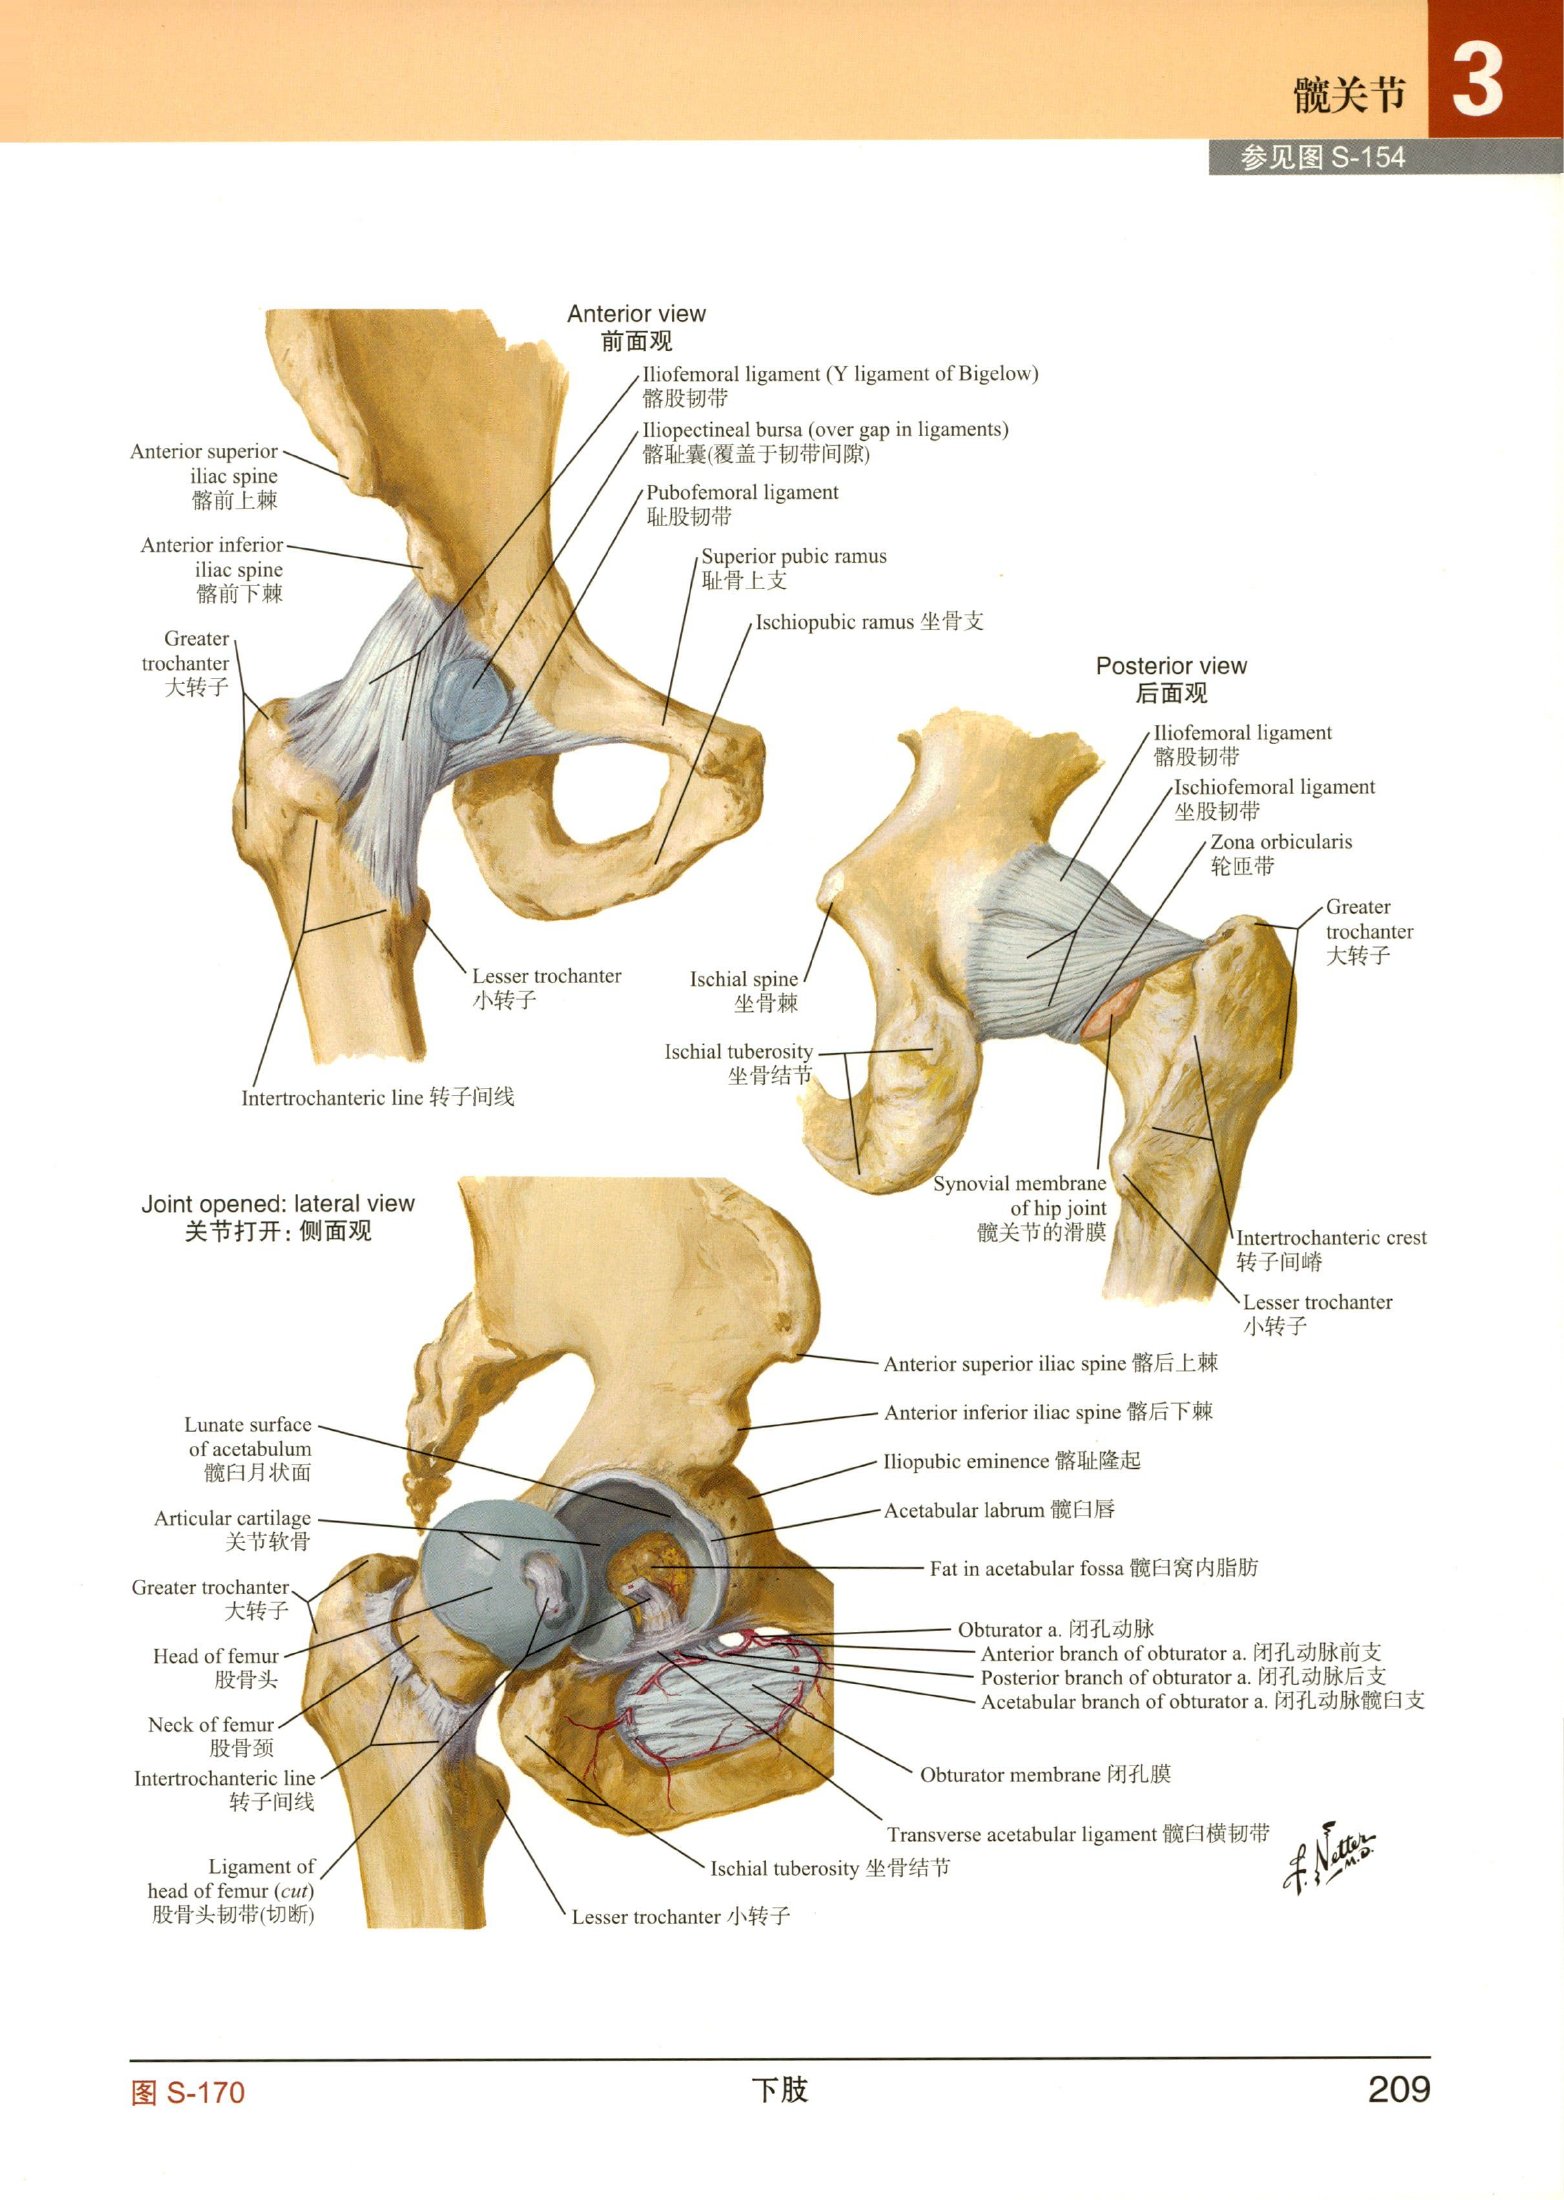 髋关节
3
参见图 S-154
Anterior view
前面观
Iliofemoral ligament (Y ligament of Bigelow)
髂股韧带
Iliopectineal bursa (over gap in ligaments)
髂耻囊(覆盖于韧带间隙)
Pubofemoral ligament
耻股韧带
Superior pubic ramus
耻骨上支
Ischiopubic ramus 坐骨支
Anterior superior
iliac spine
髂前上棘
Anterior inferior
iliac spine
髂前下棘
Greater
trochanter
大转子
Lesser trochanter
小转子
Intertrochanteric line 转子间线
Posterior view
后面观
Iliofemoral ligament
髂股韧带
Ischiofemoral ligament
坐股韧带
Zona orbicularis
轮匝带
Greater
trochanter
大转子
Ischial spine
坐骨棘
Ischial tuberosity
坐骨结节
Synovial membrane
of hip joint
髋关节的滑膜
Intertrochanteric crest
转子间嵴
Lesser trochanter
小转子
Joint opened: lateral view
关节打开: 侧面观
Lunate surface
of acetabulum
髋臼月状面
Articular cartilage
关节软骨
Greater trochanter
大转子
Head of femur
股骨头
Neck of femur
股骨颈
Intertrochanteric line
转子间线
Ligament of
head of femur (cut)
股骨头韧带(切断)
Anterior superior iliac spine 髂后上棘
Anterior inferior iliac spine 髂后下棘
Iliopubic eminence 髂耻隆起
Acetabular labrum 髋臼唇
Fat in acetabular fossa 髋臼窝内脂肪
Obturator a. 闭孔动脉
Anterior branch of obturator a. 闭孔动脉前支
Posterior branch of obturator a. 闭孔动脉后支
Acetabular branch of obturator a. 闭孔动脉髋臼支
Obturator membrane 闭孔膜
Transverse acetabular ligament 髋臼横韧带
Ischial tuberosity 坐骨结节
Lesser trochanter 小转子
F. Netter
M.D.
图 S-170
下肢
209